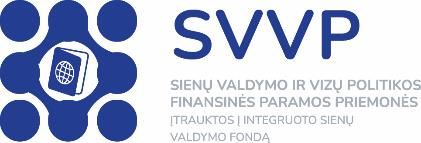 SVVP
SIENŲ VALDYMO IR VIZŲ POLITIKOS
FINANSINĖS PARAMOS PRIEMONĖS
ĮTRAUKTOS Į INTEGRUOTO SIENŲ
VALDYMO FONDĄ